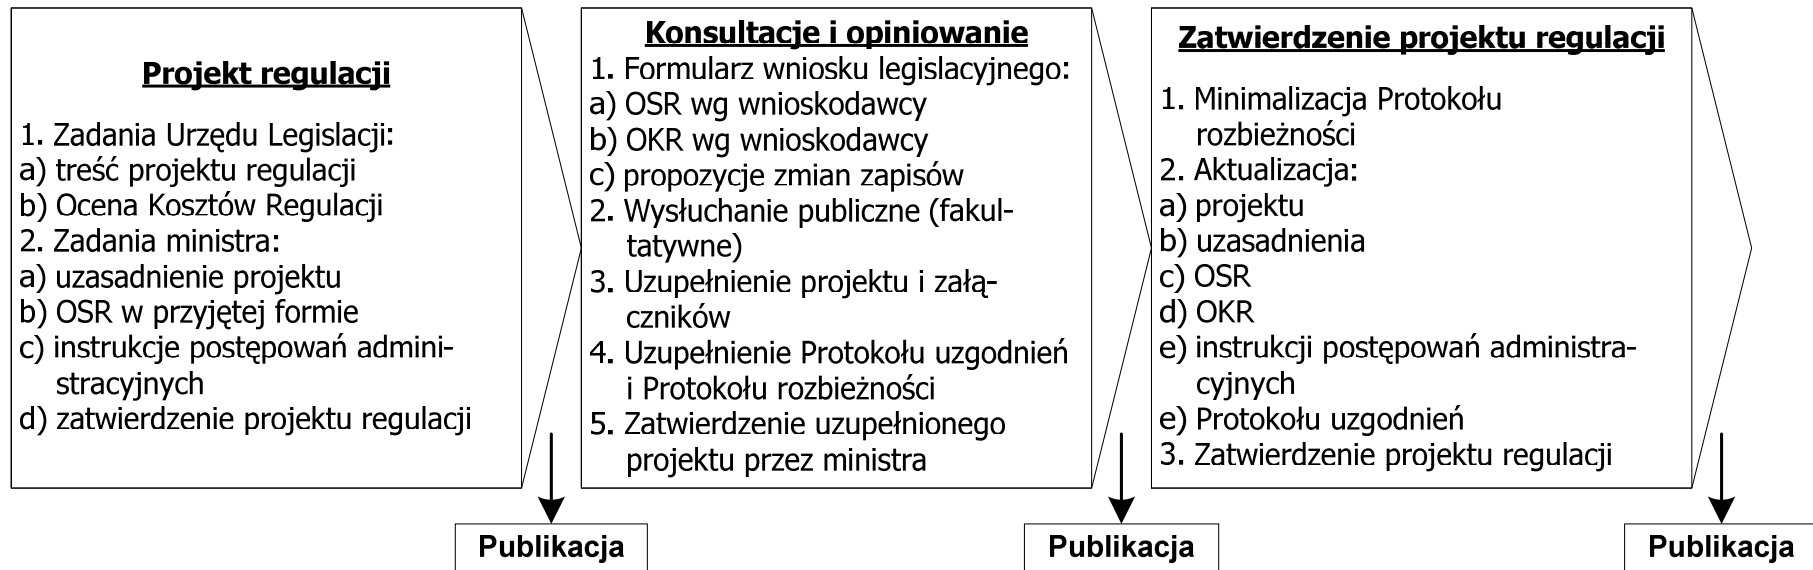 Projekt regulacji
1. Zadania Urzędu Legislacji:
a) treść projektu regulacji
b) Ocena Kosztów Regulacji
2. Zadania ministra:
a) uzasadnienie projektu
b) OSR w przyjętej formie
c) instrukcje postępowań admini-
stracyjnych
d) zatwierdzenie projektu regulacji
Publikacja
Konsultacje i opiniowanie
1. Formularz wniosku legislacyjnego:
a) OSR wg wnioskodawcy
b) OKR wg wnioskodawcy
c) propozycje zmian zapisów
2. Wysłuchanie publiczne (fakul-
tatywne)
3. Uzupełnienie projektu i załą-
czników
4. Uzupełnienie Protokołu uzgodnień
i Protokołu rozbieżności
5. Zatwierdzenie uzupełnionego
projektu przez ministra
Publikacja
Zatwierdzenie projektu regulacji
1. Minimalizacja Protokołu
rozbieżności
2. Aktualizacja:
a) projektu
b) uzasadnienia
c) OSR
d) OKR
e) instrukcji postępowań administra-
cyjnych
e) Protokołu uzgodnień
3. Zatwierdzenie projektu regulacji
Publikacja